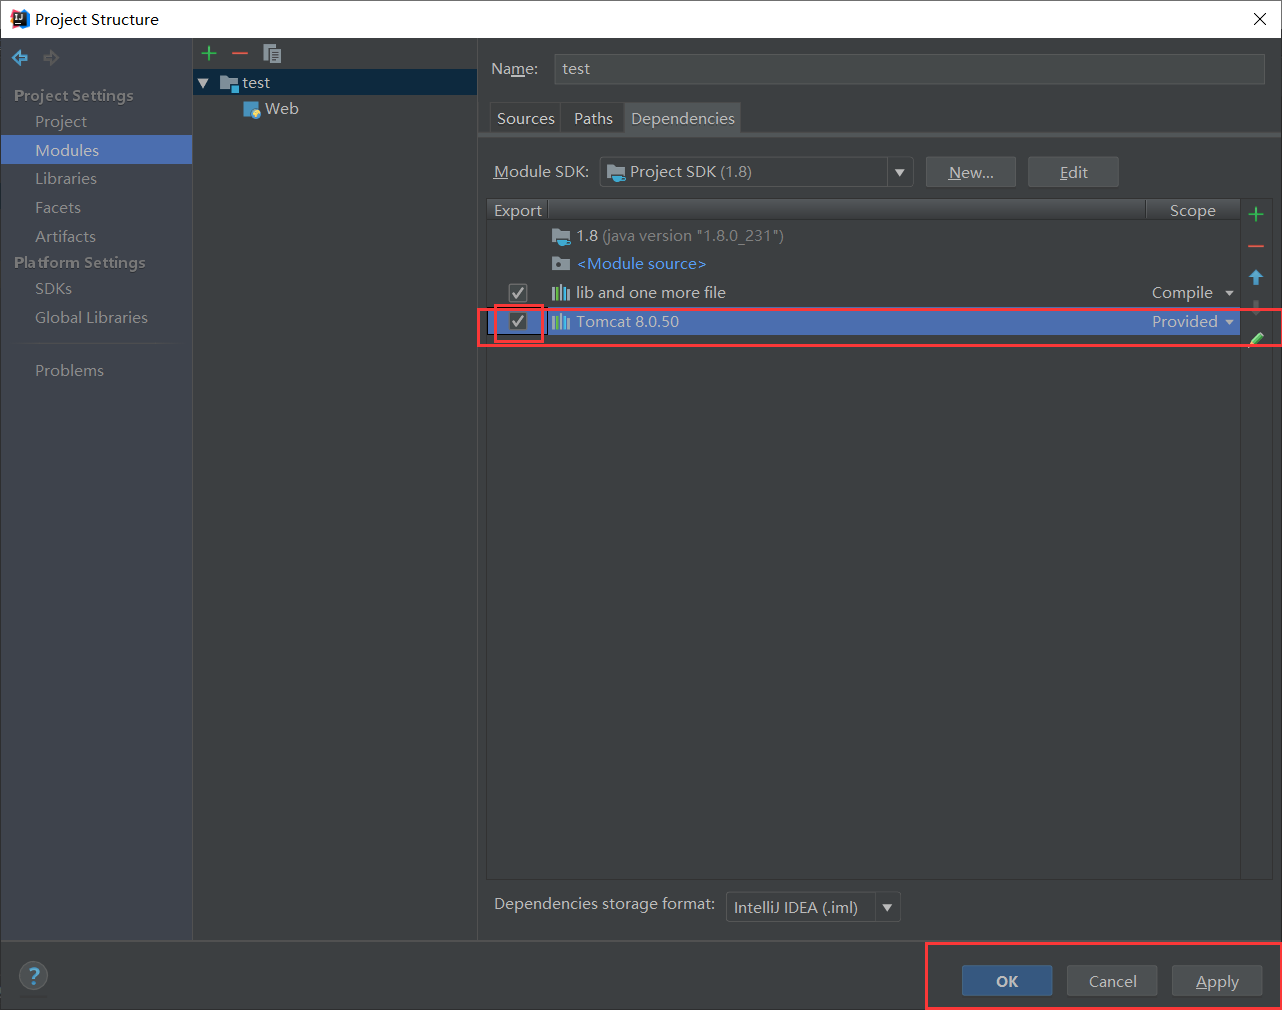 Project Structure
Project Settings
Project
Modules
Libraries
Facets
Artifacts
Platform Settings
SDKs
Global Libraries
Problems
test
Web
Name: test
Sources Paths Dependencies
Module SDK: Project SDK (1.8) New... Edit
Export Scope
1.8 (java version "1.8.0_231")
<Module source>
lib and one more file Compile
Tomcat 8.0.50 Provided
Dependencies storage format: IntelliJ IDEA (.iml)
? OK Cancel Apply